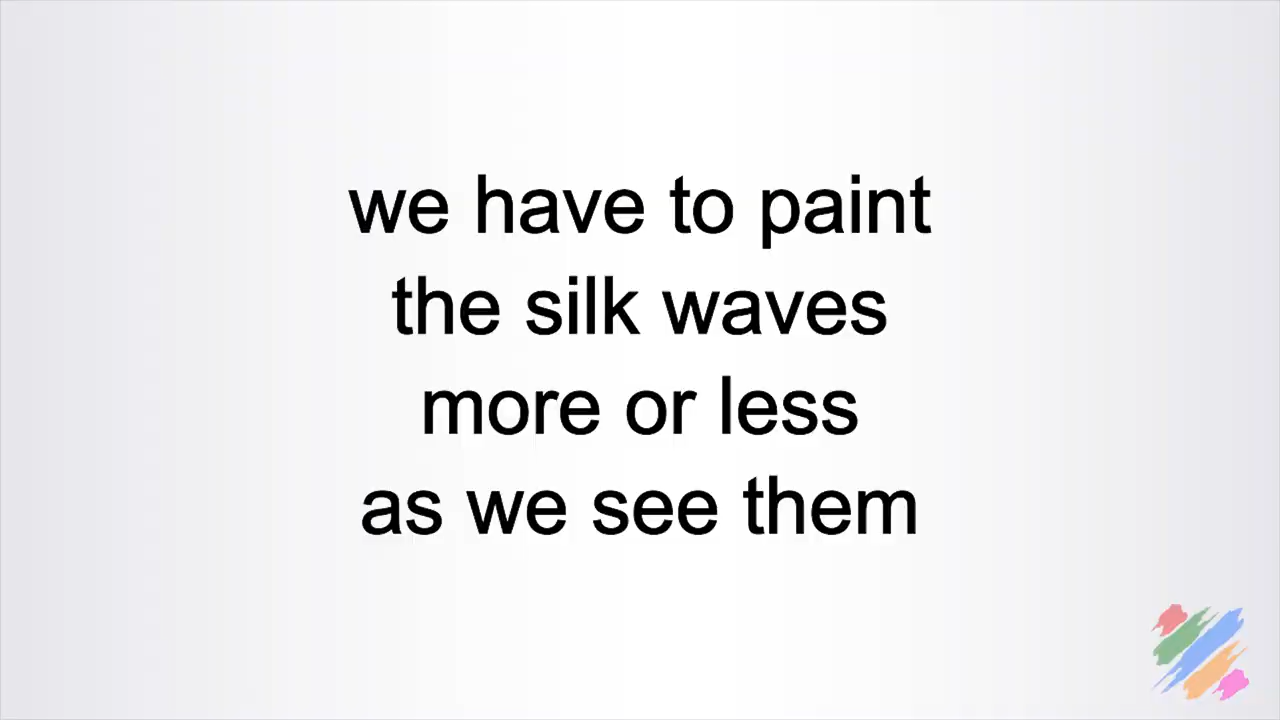 we have to paint
the silk waves
more or less
as we see them